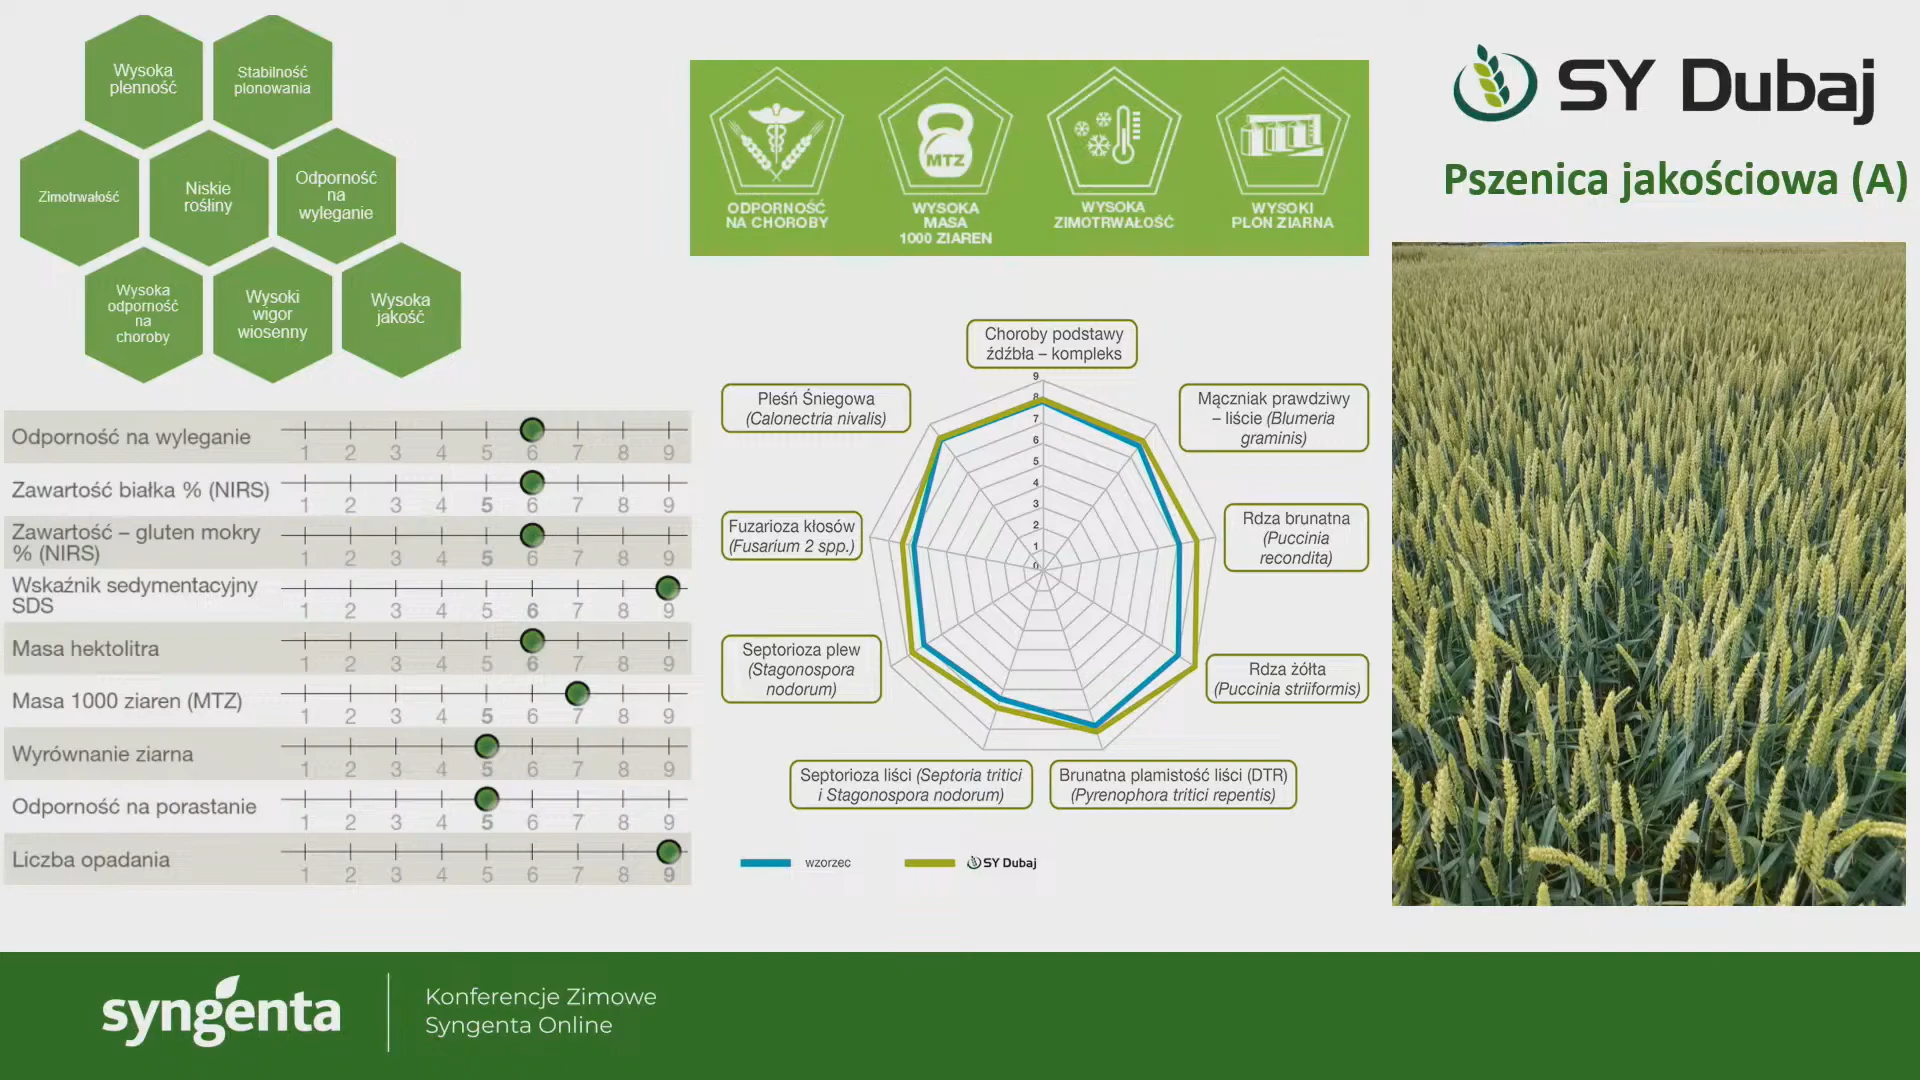 Wysoka
plenność
Stabilność
plonowania
Zimotrwałość
Niskie
rośliny
Odporność
na
wyleganie
Wysoka
odporność
na
choroby
Wysoki
wigor
wiosenny
Wysoka
jakość
MTZ
ODPORNOŚĆ
NA CHOROBY
WYSOKA
MASA
1000 ZIAREN
WYSOKA
ZIMOTRWAŁOŚĆ
WYSOKI
PLON ZIARNA
SY Dubaj
Pszenica jakościowa (A)
Odporność na wyleganie
1 2 3 4 5 6 7 8 9
Zawartość białka % (NIRS)
1 2 3 4 5 6 7 8 9
Zawartość – gluten mokry
% (NIRS)
1 2 3 4 5 6 7 8 9
Wskaźnik sedymentacyjny
SDS
1 2 3 4 5 6 7 8 9
Masa hektolitra
1 2 3 4 5 6 7 8 9
Masa 1000 ziaren (MTZ)
1 2 3 4 5 6 7 8 9
Wyrównanie ziarna
1 2 3 4 5 6 7 8 9
Odporność na porastanie
1 2 3 4 5 6 7 8 9
Liczba opadania
1 2 3 4 5 6 7 8 9
Choroby podstawy
źdźbła – kompleks
Mączniak prawdziwy
– liście (Blumeria
graminis)
Rdza brunatna
(Puccinia
recondita)
Rdza żółta
(Puccinia striiformis)
Brunatna plamistość liści (DTR)
(Pyrenophora tritici repentis)
Septorioza liści (Septoria tritici
i Stagonospora nodorum)
Septorioza plew
(Stagonospora
nodorum)
Fuzarioza kłosów
(Fusarium 2 spp.)
Pleśń Śniegowa
(Calonectria nivalis)
9
8
7
6
5
4
3
2
1
0
wzorzec
SY Dubaj
syngenta
Konferencje Zimowe
Syngenta Online